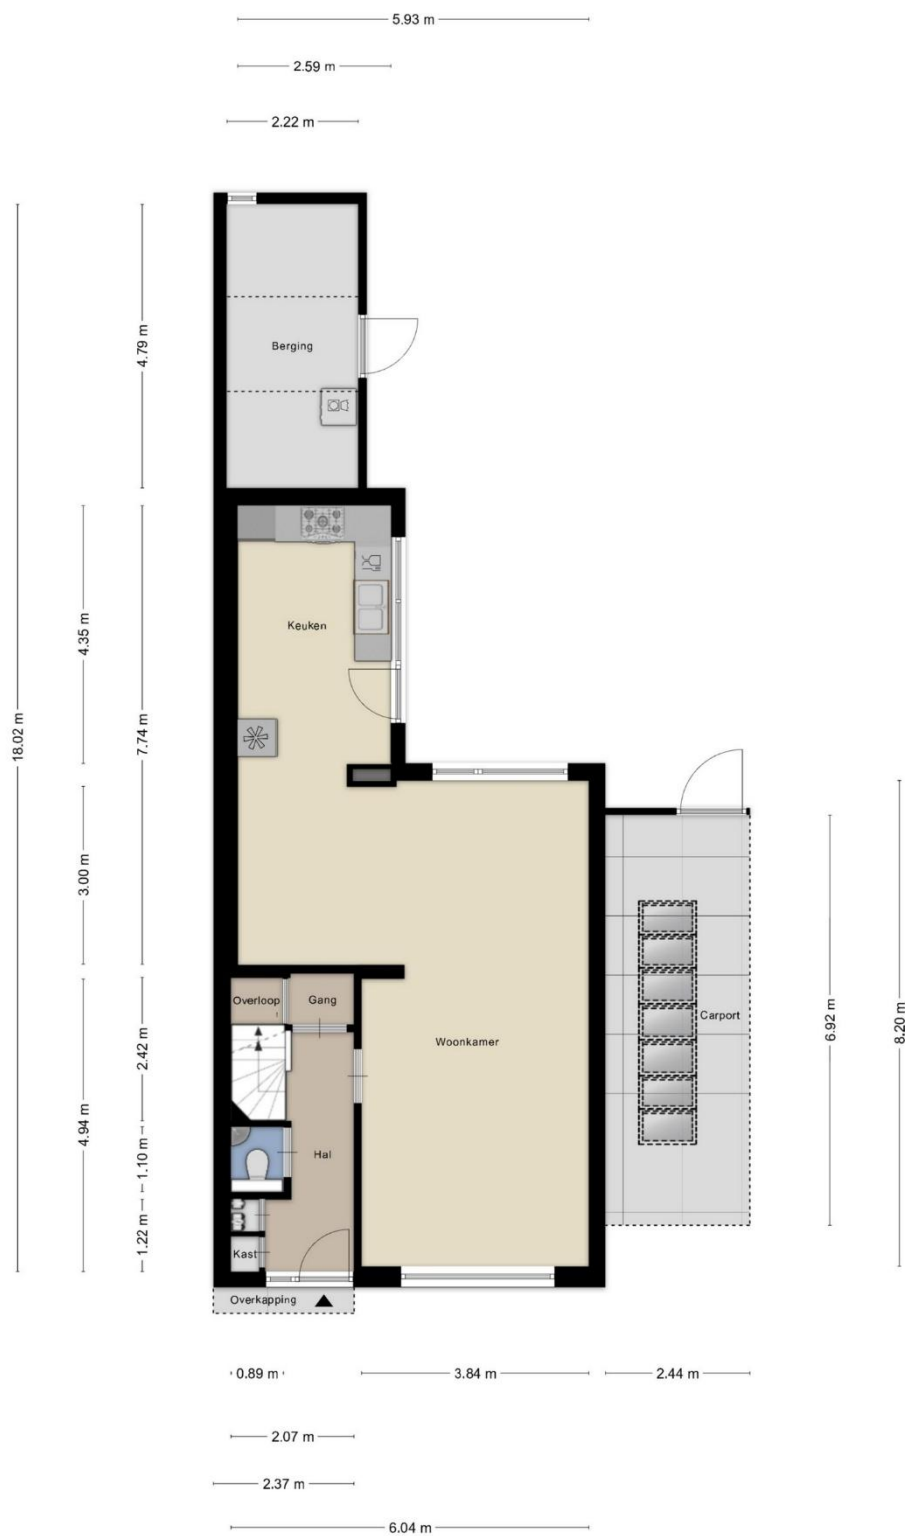 5.93 m
2.59 m
2.22 m
18.02 m
4.79 m
4.35 m
7.74 m
3.00 m
2.42 m
4.94 m
1.10 m
1.22 m
Berging
Keuken
Overloop
Gang
Woonkamer
Hal
Kast
Overkapping
Carport
6.92 m
8.20 m
0.89 m
3.84 m
2.44 m
2.07 m
2.37 m
6.04 m